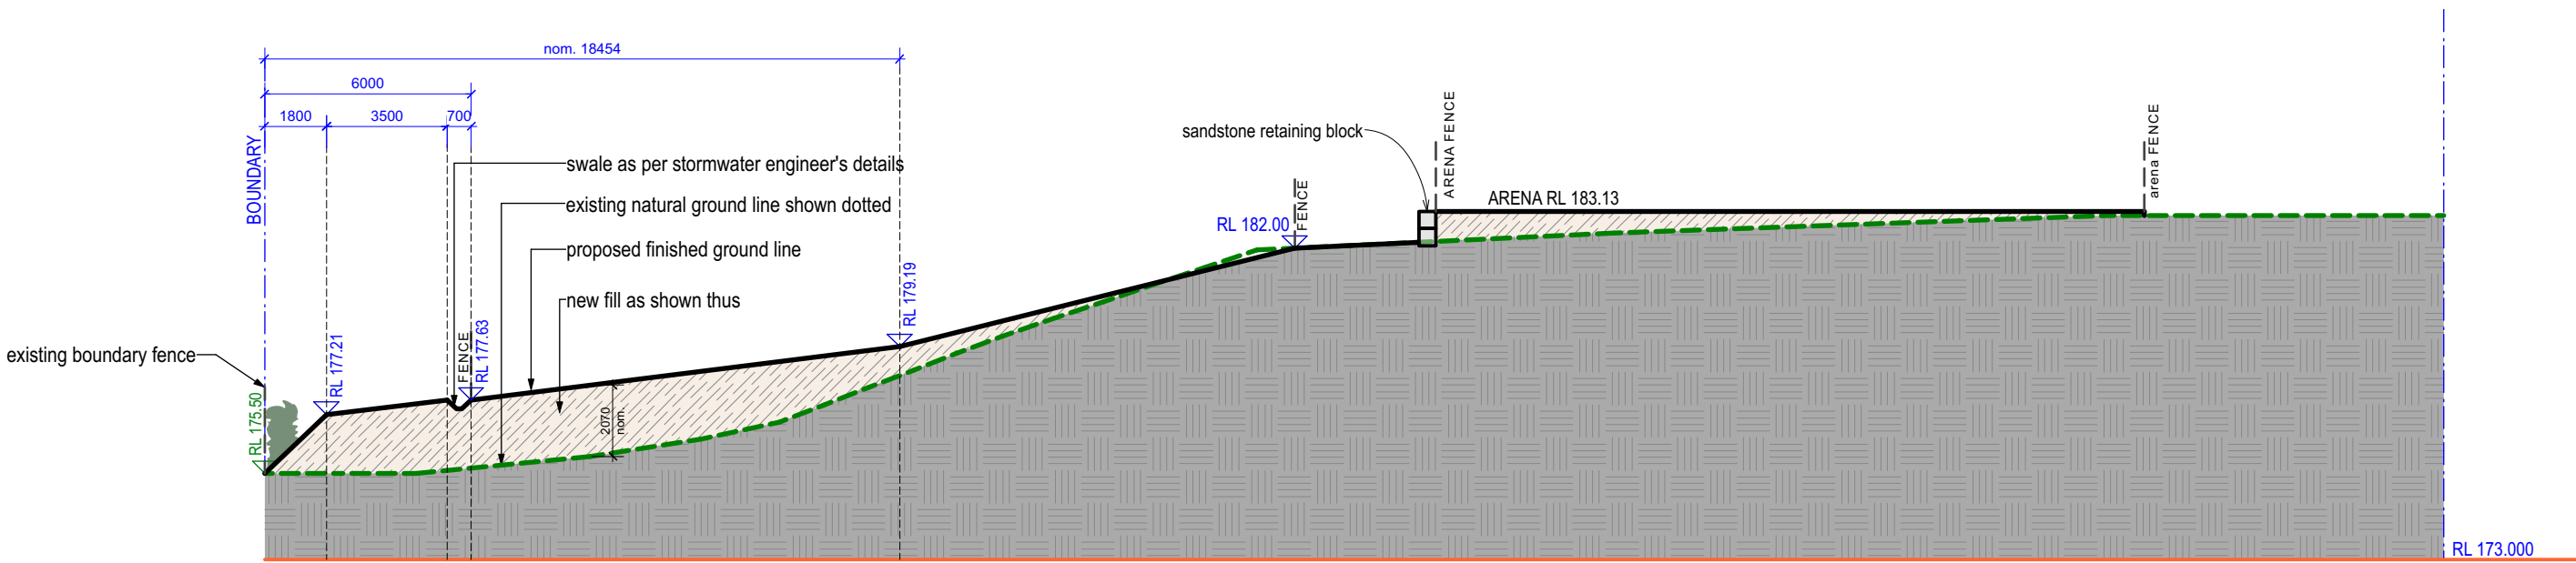 nom. 18454
6000
1800
3500
700
BOUNDARY
swale as per stormwater engineer's details
existing natural ground line shown dotted
proposed finished ground line
new fill as shown thus
existing boundary fence
RL 175.50
RL 177.21
FENCE
RL 177.63
2070
nom.
RL 179.19
RL 182.00
FENCE
sandstone retaining block
ARENA FENCE
ARENA RL 183.13
arena FENCE
RL 173.000